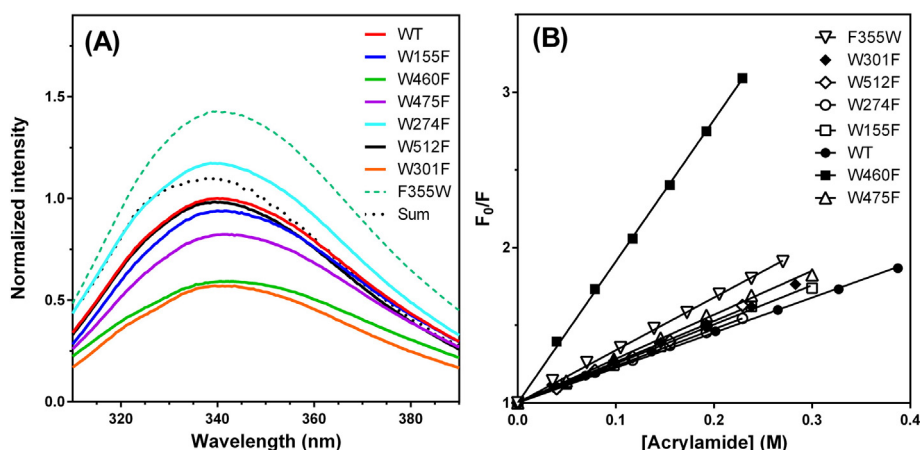 (A)
WT
W155F
W460F
W475F
W274F
W512F
W301F
F355W
Sum
Normalized intensity
1.5
1.0
0.5
0.0
320 340 360 380
Wavelength (nm)
(B)
F355W
W301F
W512F
W274F
W155F
WT
W460F
W475F
F₀/F
3
2
1
0 0.1 0.2 0.3 0.4
[Acrylamide] (M)